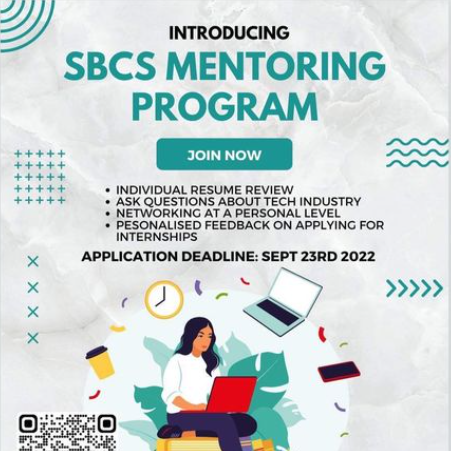 INTRODUCING
SBCS MENTORING
PROGRAM
JOIN NOW
• INDIVIDUAL RESUME REVIEW
• ASK QUESTIONS ABOUT TECH INDUSTRY
• NETWORKING AT A PERSONAL LEVEL
• PESONALISED FEEDBACK ON APPLYING FOR
INTERNSHIPS
APPLICATION DEADLINE: SEPT 23RD 2022